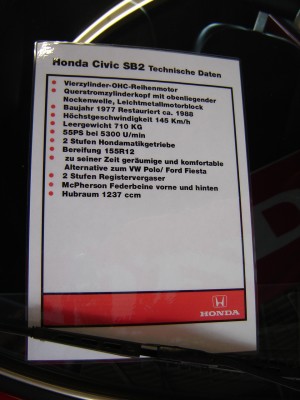 Honda Civic SB2 Technische Daten
Vierzylinder-OHC-Reihenmotor
Querstromzylinderkopf mit obenliegender
Nockenwelle, Leichtmetallmotorblock
Baujahr 1977 Restauriert ca. 1988
Höchstgeschwindigkeit 145 Km/h
Leergewicht 710 KG
55PS bei 5300 U/min
2 Stufen Hondamatikgetriebe
Bereifung 155R12
zu seiner Zeit geräumige und komfortable
Alternative zum VW Polo/ Ford Fiesta
2 Stufen Registervergaser
McPherson Federbeine vorne und hinten
Hubraum 1237 ccm
HONDA